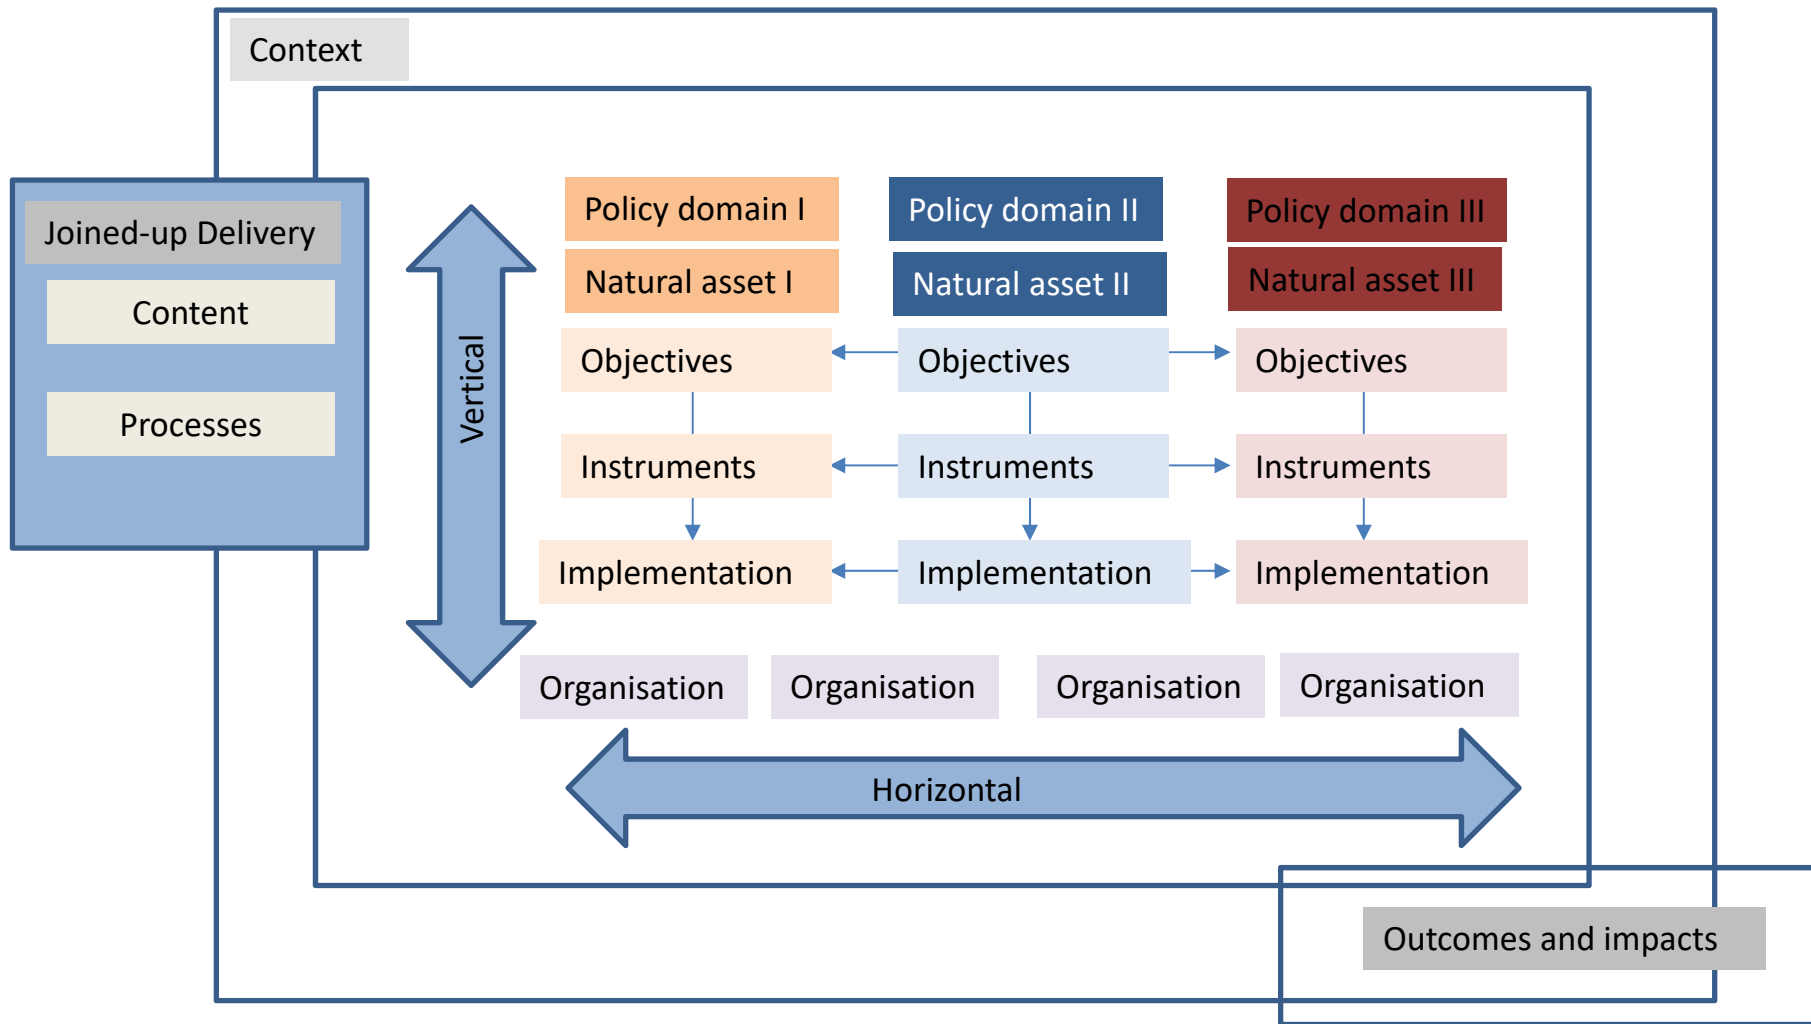 Context
Joined-up Delivery
Content
Processes
Vertical
Policy domain I
Policy domain II
Policy domain III
Natural asset I
Natural asset II
Natural asset III
Objectives
Objectives
Objectives
Instruments
Instruments
Instruments
Implementation
Implementation
Implementation
Organisation
Organisation
Organisation
Organisation
Horizontal
Outcomes and impacts